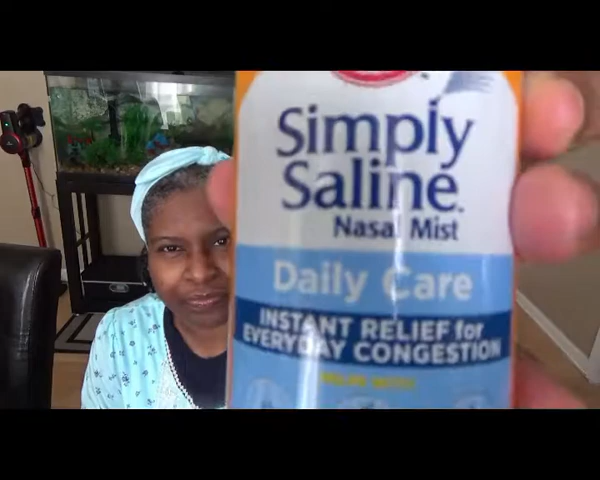 Simply
Saline
Nasal Mist
Daily Care
INSTANT RELIEF for
EVERYDAY CONGESTION